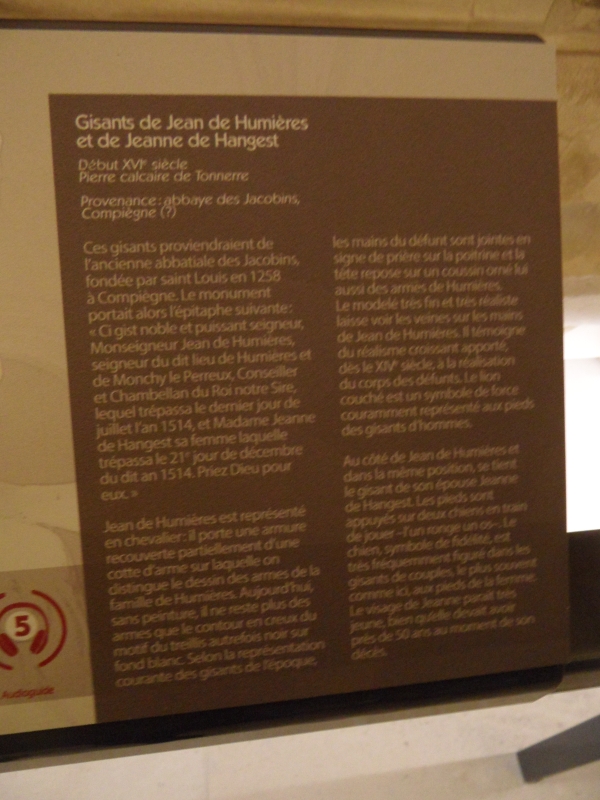 Gisants de Jean de Humières
et de Jeanne de Hangest
Début XVIe siècle
Pierre calcaire de Tonnerre
Provenance : abbaye des Jacobins,
Compiègne (?)
Ces gisants proviendraient de
l'ancienne abbatiale des Jacobins,
fondée par saint Louis en 1258
à Compiègne. Le monument
portait alors l'épitaphe suivante :
« Ci gist noble et puissant seigneur,
Monseigneur Jean de Humières,
seigneur du dit lieu de Humières et
de Monchy le Perreux, Conseiller
et Chambellan du Roi notre Sire,
lequel trépassa le dernier jour de
juillet l'an 1514, et Madame Jeanne
de Hangest sa femme laquelle
trépassa le 21e jour de décembre
du dit an 1514. Priez Dieu pour
eux. »
Jean de Humières est représenté
en chevalier : il porte une armure
recouverte partiellement d'une
cotte d'arme sur laquelle on
distingue le dessin des armes de la
famille de Humières. Aujourd'hui,
sans peinture, il ne reste plus des
armes que le contour en creux du
motif du treillis autrefois noir sur
fond blanc. Selon la représentation
courante des gisants de l'époque,
les mains du défunt sont jointes en
signe de prière sur la poitrine et la
tête repose sur un coussin orné lui
aussi des armes de Humières.
Le modelé très fin et très réaliste
laisse voir les veines sur les mains
de Jean de Humières. Il témoigne
du réalisme croissant apporté,
dès le XIVe siècle, à la réalisation
du corps des défunts. Le lion
couché est un symbole de force
couramment représenté aux pieds
des gisants d'hommes.
Au côté de Jean de Humières et
dans la même position, se tient
le gisant de son épouse Jeanne
de Hangest. Les pieds sont
appuyés sur deux chiens en train
de jouer – l'un ronge un os –. Le
chien, symbole de fidélité, est
très fréquemment figuré dans les
gisants de couples, le plus souvent
comme ici, aux pieds de la femme.
Le visage de Jeanne paraît très
jeune, bien qu'elle devait avoir
près de 50 ans au moment de son
décès.
5
Audioguide